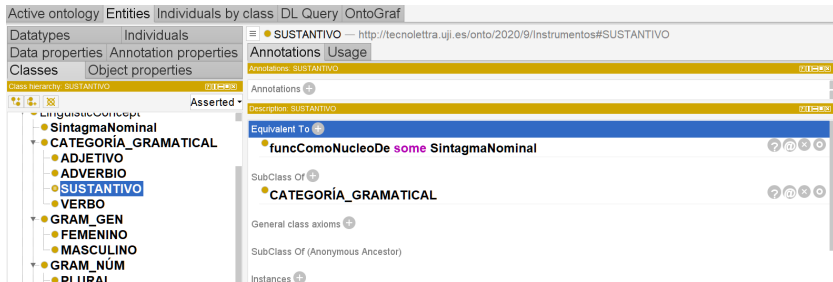 Active ontology Entities Individuals by class DL Query OntoGraf
Datatypes Individuals
Data properties Annotation properties
Classes Object properties
Class hierarchy: SUSTANTIVO
Asserted
LinguisticConcept
SintagmaNominal
CATEGORÍA_GRAMATICAL
ADJETIVO
ADVERBIO
SUSTANTIVO
VERBO
GRAM_GEN
FEMENINO
MASCULINO
GRAM_NÚM
PLURAL
SUSTANTIVO — http://tecnolettra.uji.es/onto/2020/9/Instrumentos#SUSTANTIVO
Annotations Usage
Annotations: SUSTANTIVO
Annotations
Description: SUSTANTIVO
Equivalent To
funcComoNucleoDe some SintagmaNominal
SubClass Of
CATEGORÍA_GRAMATICAL
General class axioms
SubClass Of (Anonymous Ancestor)
Instances